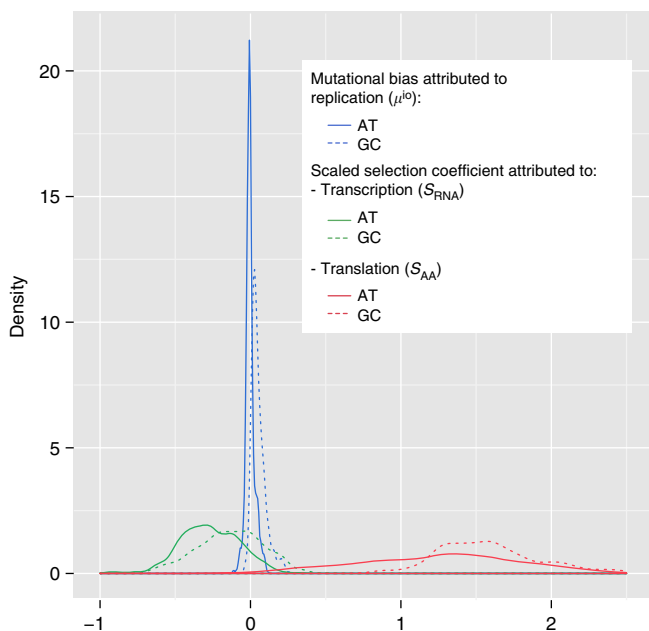 20
15
10
5
0
Density
Mutational bias attributed to
replication (μ^io):
AT
GC
Scaled selection coefficient attributed to:
- Transcription (S_RNA)
AT
GC
- Translation (S_AA)
AT
GC
−1
0
1
2